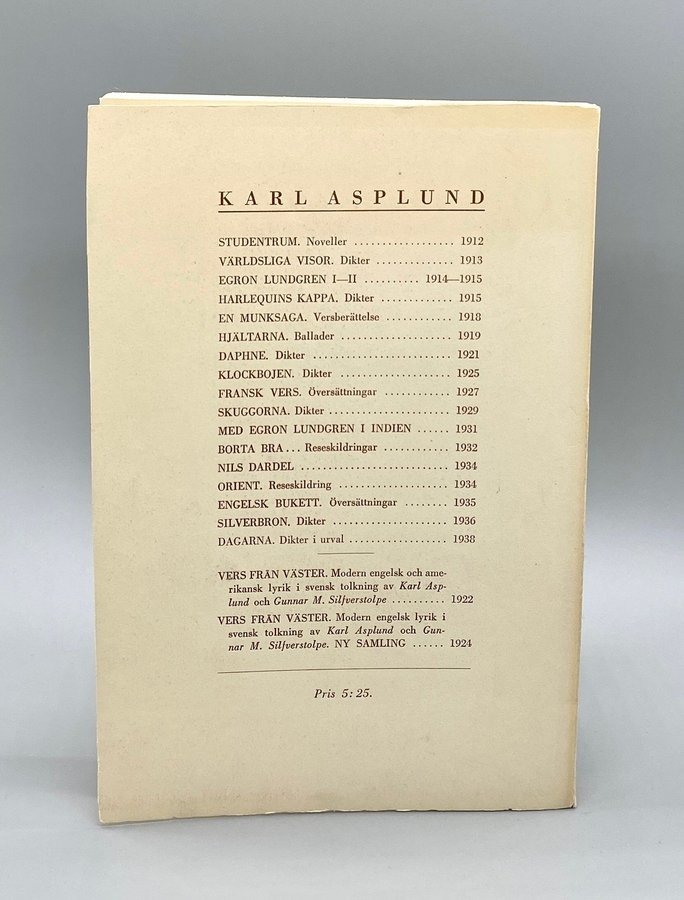 KARL ASPLUND
STUDENTRUM. Noveller .................. 1912
VÄRLDSLIGA VISOR. Dikter .............. 1913
EGRON LUNDGREN I—II .......... 1914—1915
HARLEQUINS KAPPA. Dikter ............. 1915
EN MUNKSAGA. Versberättelse ............ 1918
HJÄLTARNA. Ballader .................... 1919
DAPHNE. Dikter ......................... 1921
KLOCKBOJEN. Dikter .................... 1925
FRANSK VERS. Översättningar ............ 1927
SKUGGORNA. Dikter ...................... 1929
MED EGRON LUNDGREN I INDIEN ...... 1931
BORTA BRA... Reseskildringar ............ 1932
NILS DARDEL ........................... 1934
ORIENT. Reseskildring .................... 1934
ENGELSK BUKETT. Översättningar ........ 1935
SILVERBRON. Dikter ..................... 1936
DAGARNA. Dikter i urval .................. 1938
VERS FRÅN VÄSTER. Modern engelsk och ame-
rikansk lyrik i svensk tolkning av Karl Asp-
lund och Gunnar M. Silfverstolpe .......... 1922
VERS FRÅN VÄSTER. Modern engelsk lyrik i
svensk tolkning av Karl Asplund och Gun-
nar M. Silfverstolpe. NY SAMLING ...... 1924
Pris 5:25.